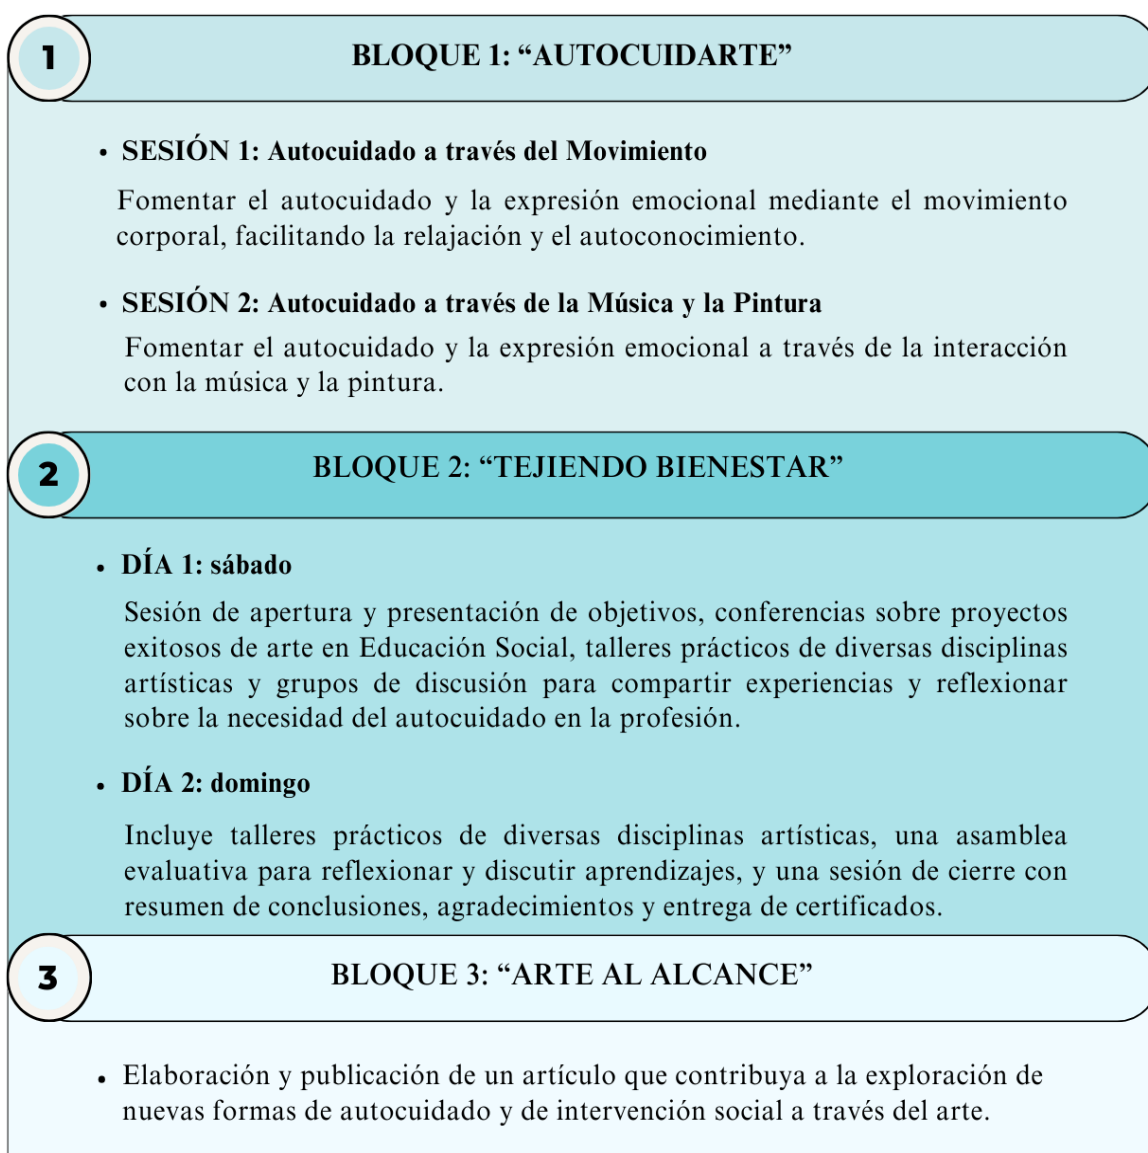 1
BLOQUE 1: “AUTOCUIDARTE”
• SESIÓN 1: Autocuidado a través del Movimiento
Fomentar el autocuidado y la expresión emocional mediante el movimiento
corporal, facilitando la relajación y el autoconocimiento.
• SESIÓN 2: Autocuidado a través de la Música y la Pintura
Fomentar el autocuidado y la expresión emocional a través de la interacción
con la música y la pintura.
2
BLOQUE 2: “TEJIENDO BIENESTAR”
• DÍA 1: sábado
Sesión de apertura y presentación de objetivos, conferencias sobre proyectos
exitosos de arte en Educación Social, talleres prácticos de diversas disciplinas
artísticas y grupos de discusión para compartir experiencias y reflexionar
sobre la necesidad del autocuidado en la profesión.
• DÍA 2: domingo
Incluye talleres prácticos de diversas disciplinas artísticas, una asamblea
evaluativa para reflexionar y discutir aprendizajes, y una sesión de cierre con
resumen de conclusiones, agradecimientos y entrega de certificados.
3
BLOQUE 3: “ARTE AL ALCANCE”
• Elaboración y publicación de un artículo que contribuya a la exploración de
nuevas formas de autocuidado y de intervención social a través del arte.